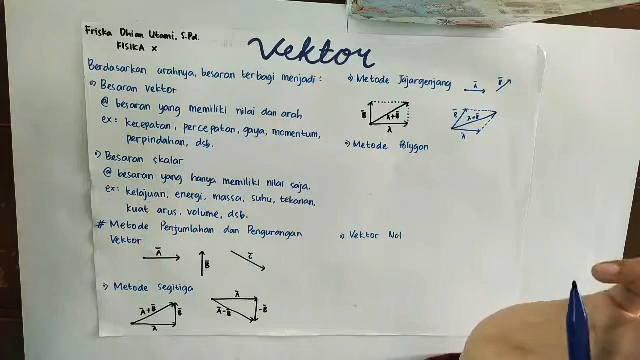 Friska Dhian Utami, S.Pd.
FISIKA X
Vektor
Berdasarkan arahnya, besaran terbagi menjadi :
Besaran vektor
@ besaran yang memiliki nilai dan arah
ex : kecepatan, percepatan, gaya, momentum,
perpindahan, dsb.
Besaran skalar
@ besaran yang hanya memiliki nilai saja.
ex : kelajuan, energi, massa, suhu, tekanan,
kuat arus, volume, dsb.
# Metode Penjumlahan dan Pengurangan
Vektor
A
B
C
Metode segitiga
A+B
B
A
A
A-B
-B
Metode Jajargenjang
A
B
B
A+B
A
B
A+B
A
Metode Polygon
Vektor Nol